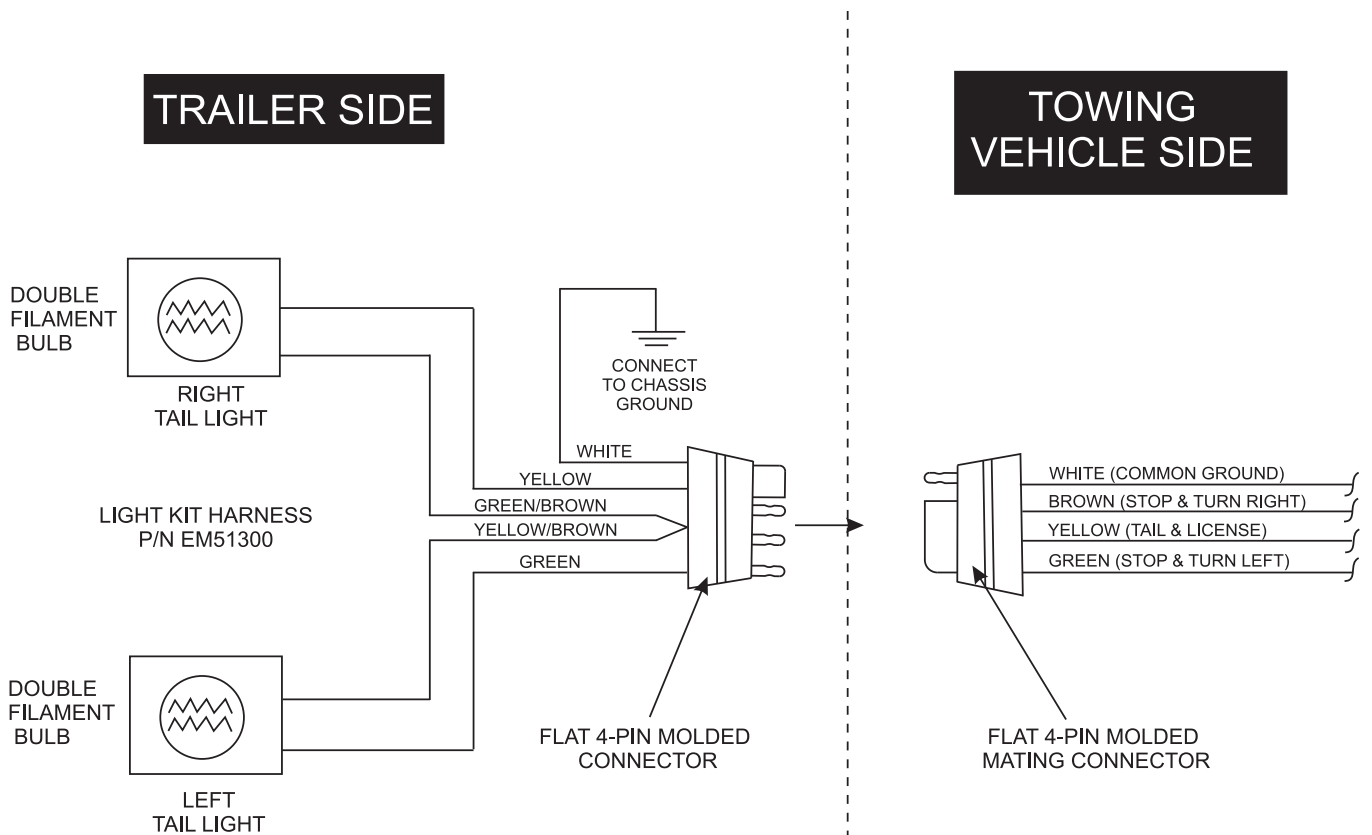 TRAILER SIDE
TOWING
VEHICLE SIDE
DOUBLE
FILAMENT
BULB
RIGHT
TAIL LIGHT
CONNECT
TO CHASSIS
GROUND
WHITE
YELLOW
GREEN/BROWN
YELLOW/BROWN
GREEN
LIGHT KIT HARNESS
P/N EM51300
WHITE (COMMON GROUND)
BROWN (STOP & TURN RIGHT)
YELLOW (TAIL & LICENSE)
GREEN (STOP & TURN LEFT)
DOUBLE
FILAMENT
BULB
LEFT
TAIL LIGHT
FLAT 4-PIN MOLDED
CONNECTOR
FLAT 4-PIN MOLDED
MATING CONNECTOR